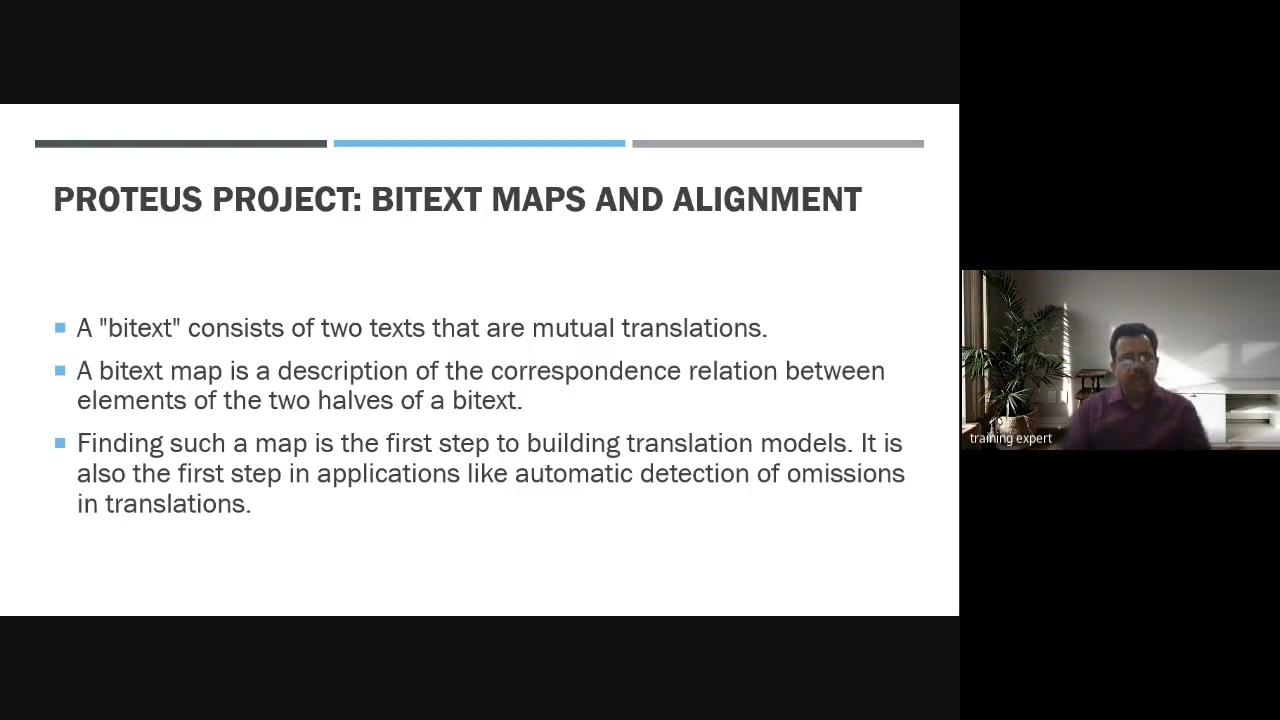 PROTEUS PROJECT: BITEXT MAPS AND ALIGNMENT
A "bitext" consists of two texts that are mutual translations.
A bitext map is a description of the correspondence relation between
elements of the two halves of a bitext.
Finding such a map is the first step to building translation models. It is
also the first step in applications like automatic detection of omissions
in translations.
training expert